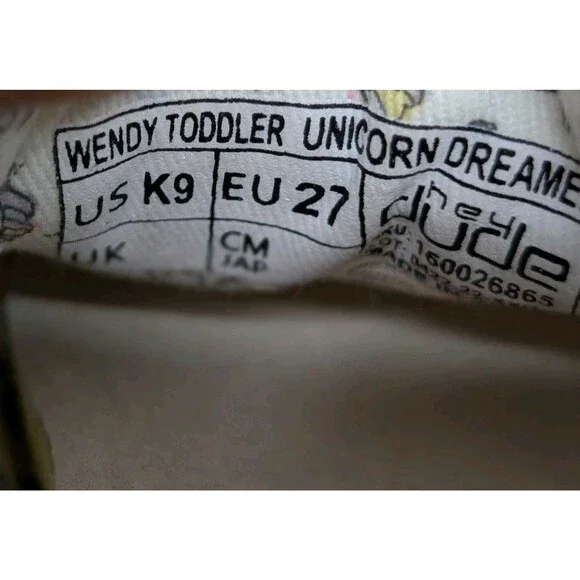 WENDY TODDLER UNICORN DREAME
US K9 EU 27
hey dude
UK CM
JAP
160026865